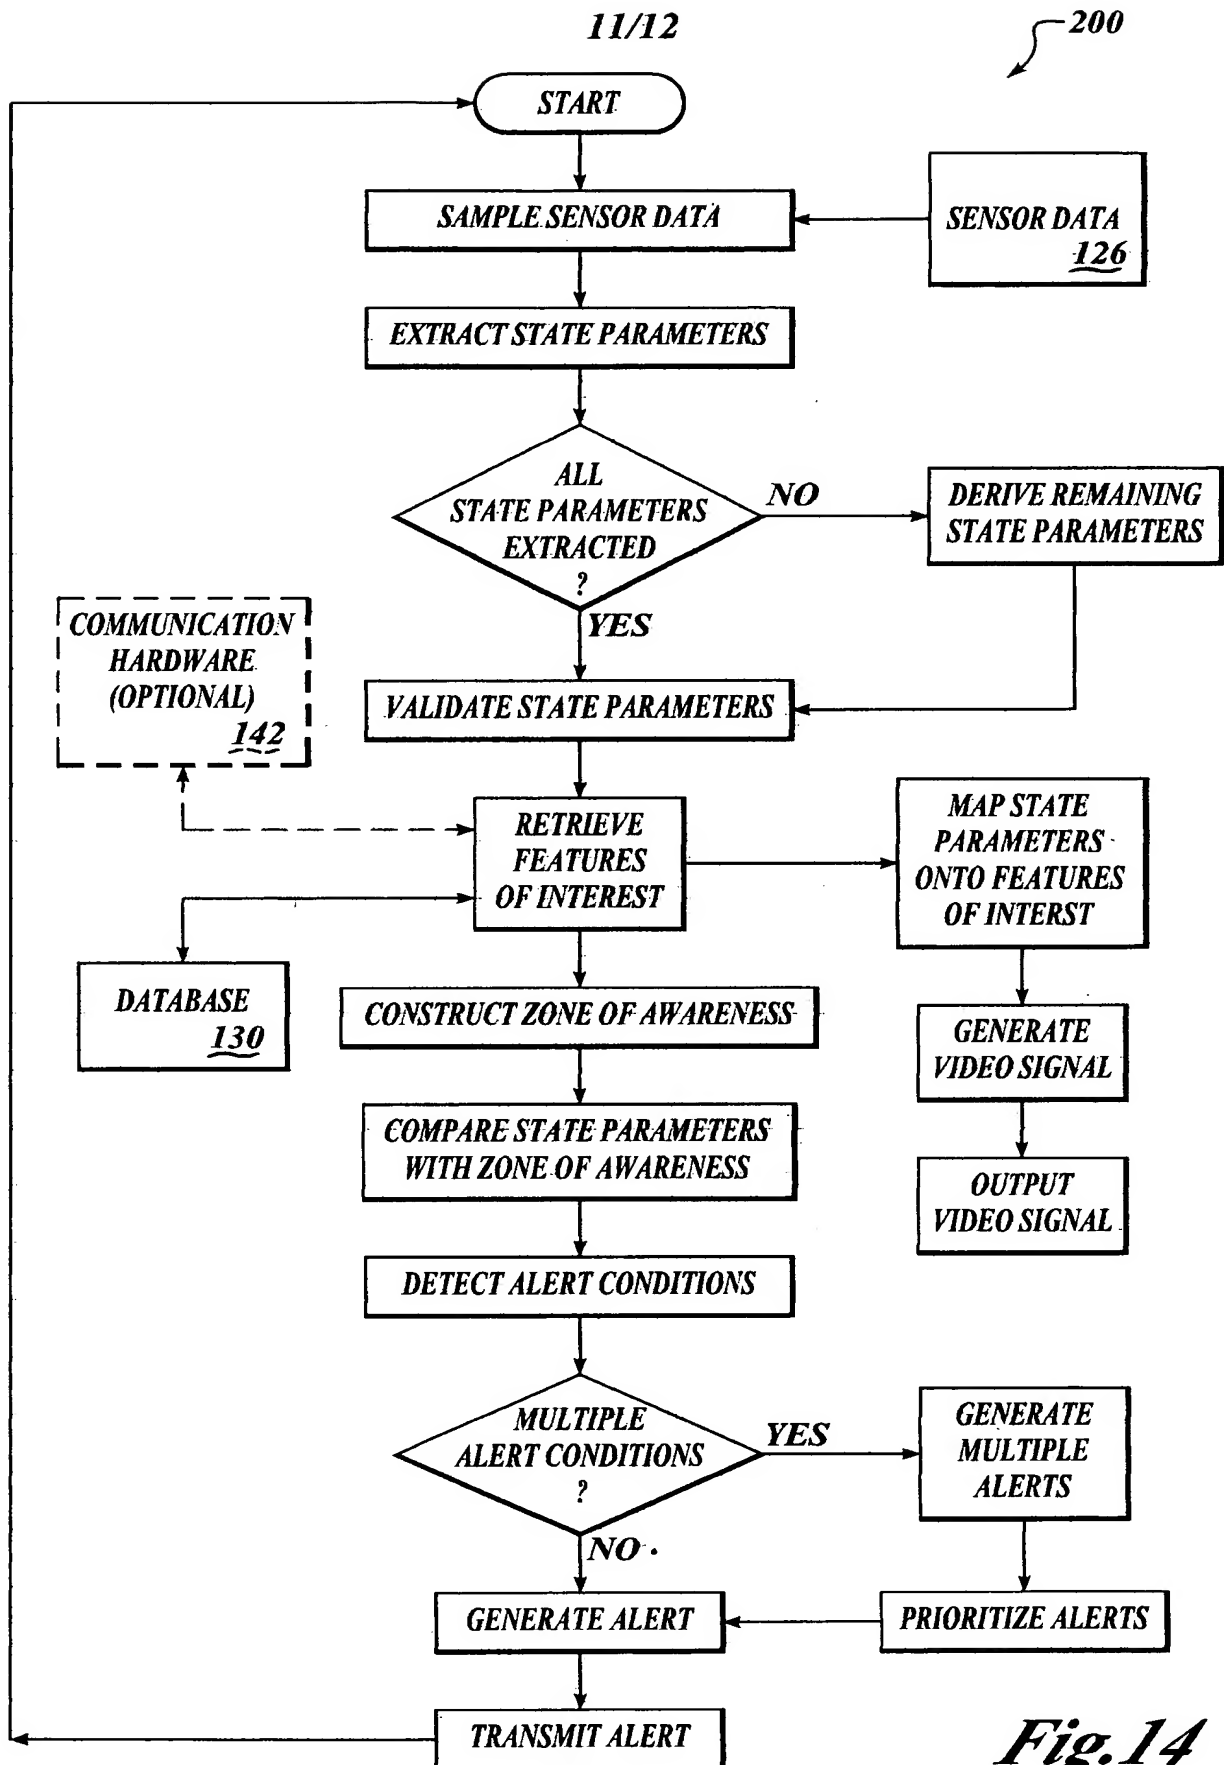 11/12
200
START
SAMPLE SENSOR DATA
SENSOR DATA
126
EXTRACT STATE PARAMETERS
ALL
STATE PARAMETERS
EXTRACTED
?
NO
DERIVE REMAINING
STATE PARAMETERS
YES
COMMUNICATION
HARDWARE
(OPTIONAL)
142
VALIDATE STATE PARAMETERS
RETRIEVE
FEATURES
OF INTEREST
MAP STATE
PARAMETERS
ONTO FEATURES
OF INTERST
DATABASE
130
CONSTRUCT ZONE OF AWARENESS
GENERATE
VIDEO SIGNAL
COMPARE STATE PARAMETERS
WITH ZONE OF AWARENESS
OUTPUT
VIDEO SIGNAL
DETECT ALERT CONDITIONS
MULTIPLE
ALERT CONDITIONS
?
YES
GENERATE
MULTIPLE
ALERTS
NO
GENERATE ALERT
PRIORITIZE ALERTS
TRANSMIT ALERT
Fig.14